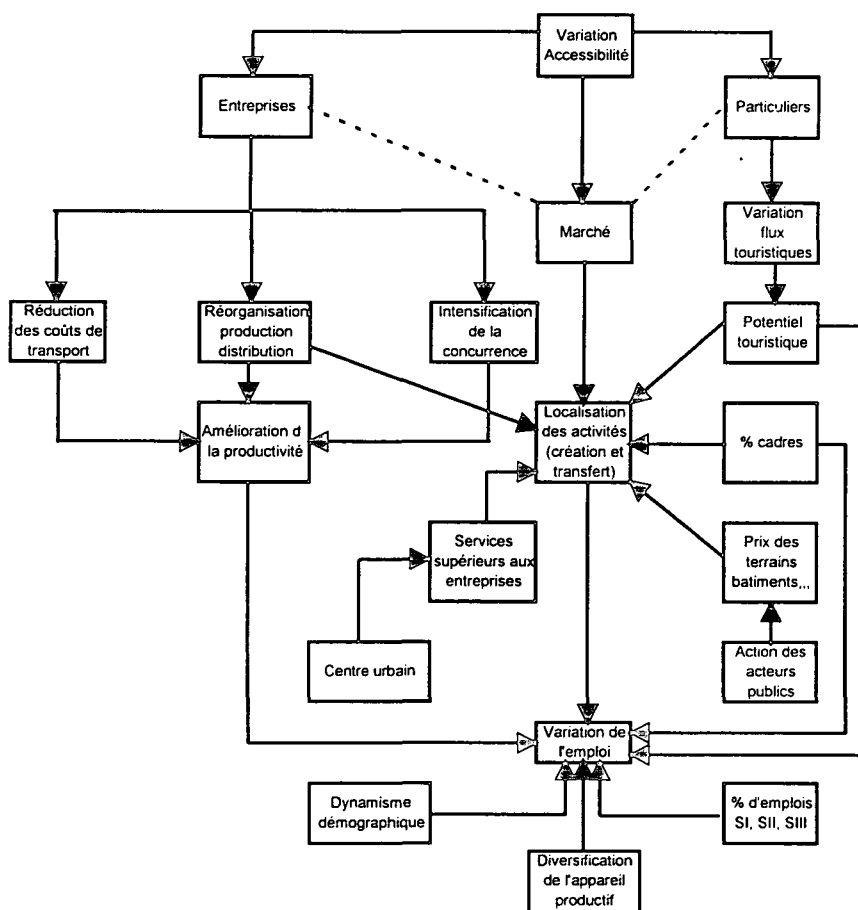 Variation
Accessibilité
Entreprises
Particuliers
Marché
Variation
flux
touristiques
Réduction
des coûts de
transport
Réorganisation
production
distribution
Intensification
de la
concurrence
Potentiel
touristique
Amélioration d
la productivité
Localisation
des activités
(création et
transfert)
% cadres
Services
supérieurs aux
entreprises
Prix des
terrains
batiments,,,
Centre urbain
Action des
acteurs
publics
Variation de
l'emploi
Dynamisme
démographique
% d'emplois
SI, SII, SIII
Diversification
de l'appareil
productif